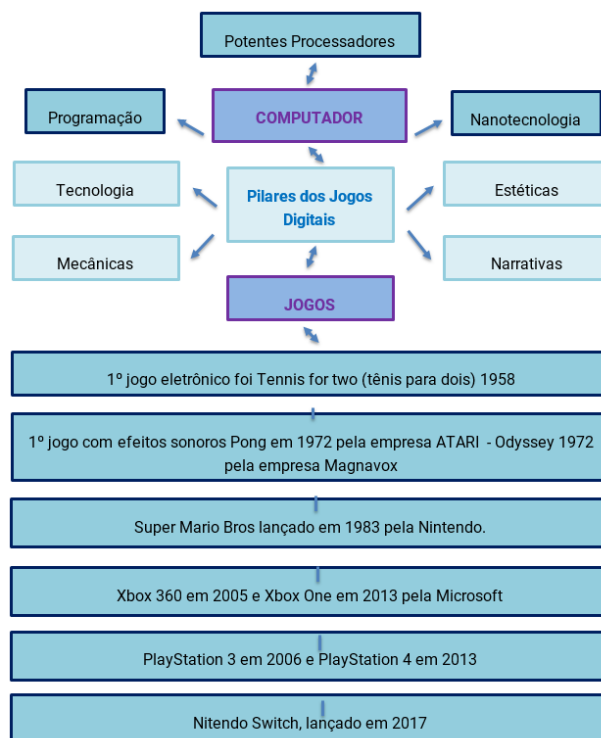 Potentes Processadores
Programação
COMPUTADOR
Nanotecnologia
Tecnologia
Pilares dos Jogos
Digitais
Estéticas
Mecânicas
Narrativas
JOGOS
1º jogo eletrônico foi Tennis for two (tênis para dois) 1958
1º jogo com efeitos sonoros Pong em 1972 pela empresa ATARI - Odyssey 1972
pela empresa Magnavox
Super Mario Bros lançado em 1983 pela Nintendo.
Xbox 360 em 2005 e Xbox One em 2013 pela Microsoft
PlayStation 3 em 2006 e PlayStation 4 em 2013
Nitendo Switch, lançado em 2017